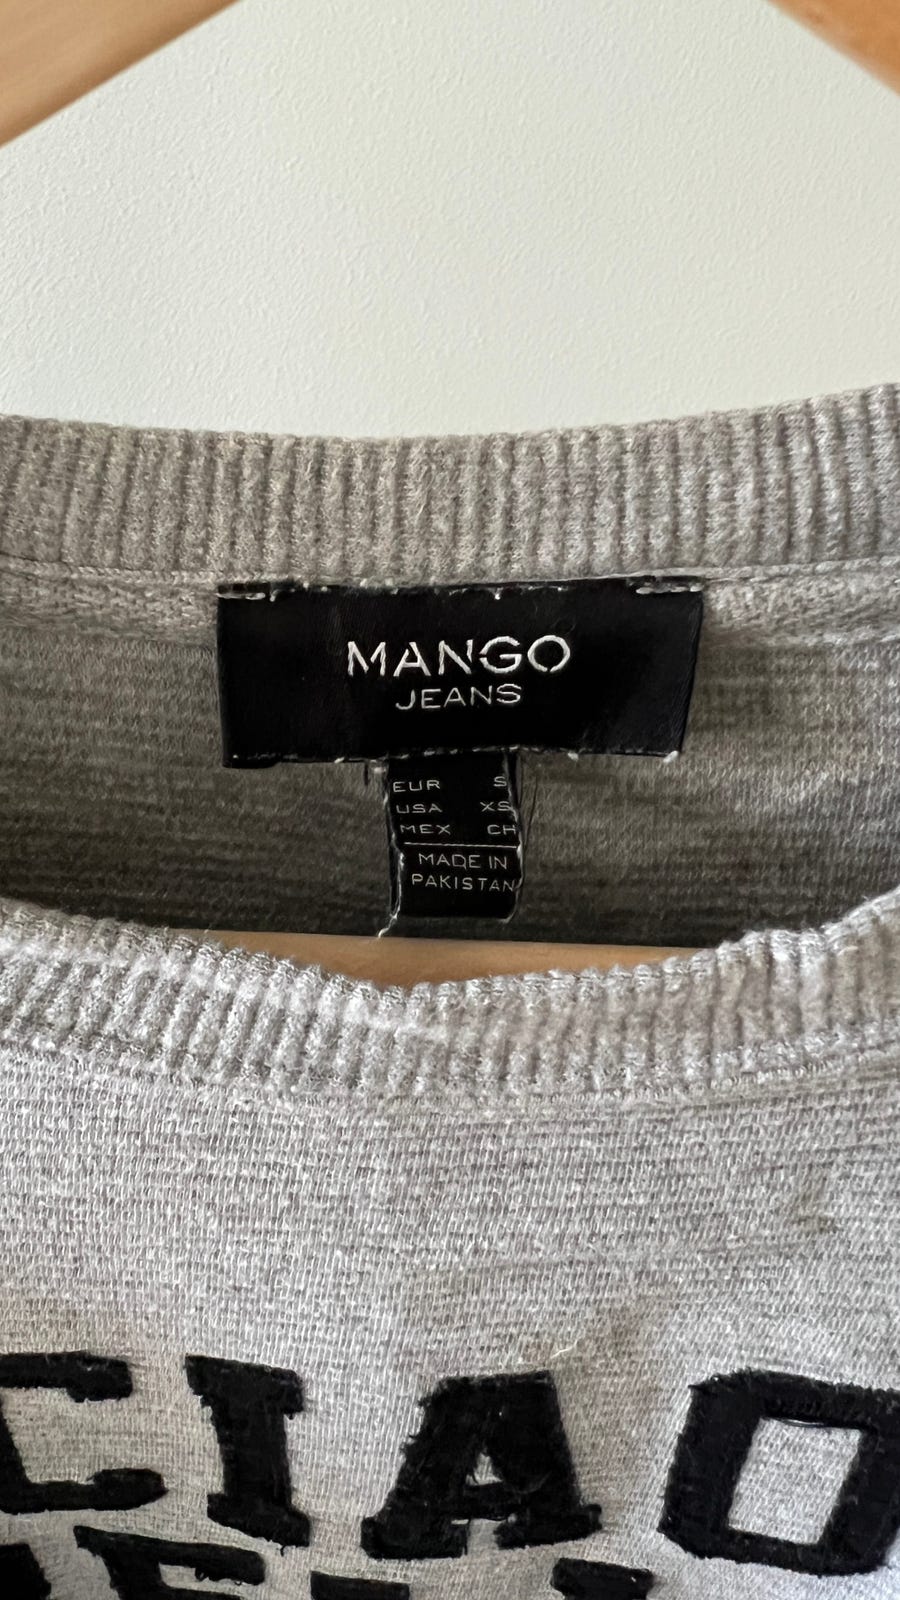 MANGO
JEANS
EUR S
USA XS
MEX CH
MADE IN
PAKISTAN
CIAO